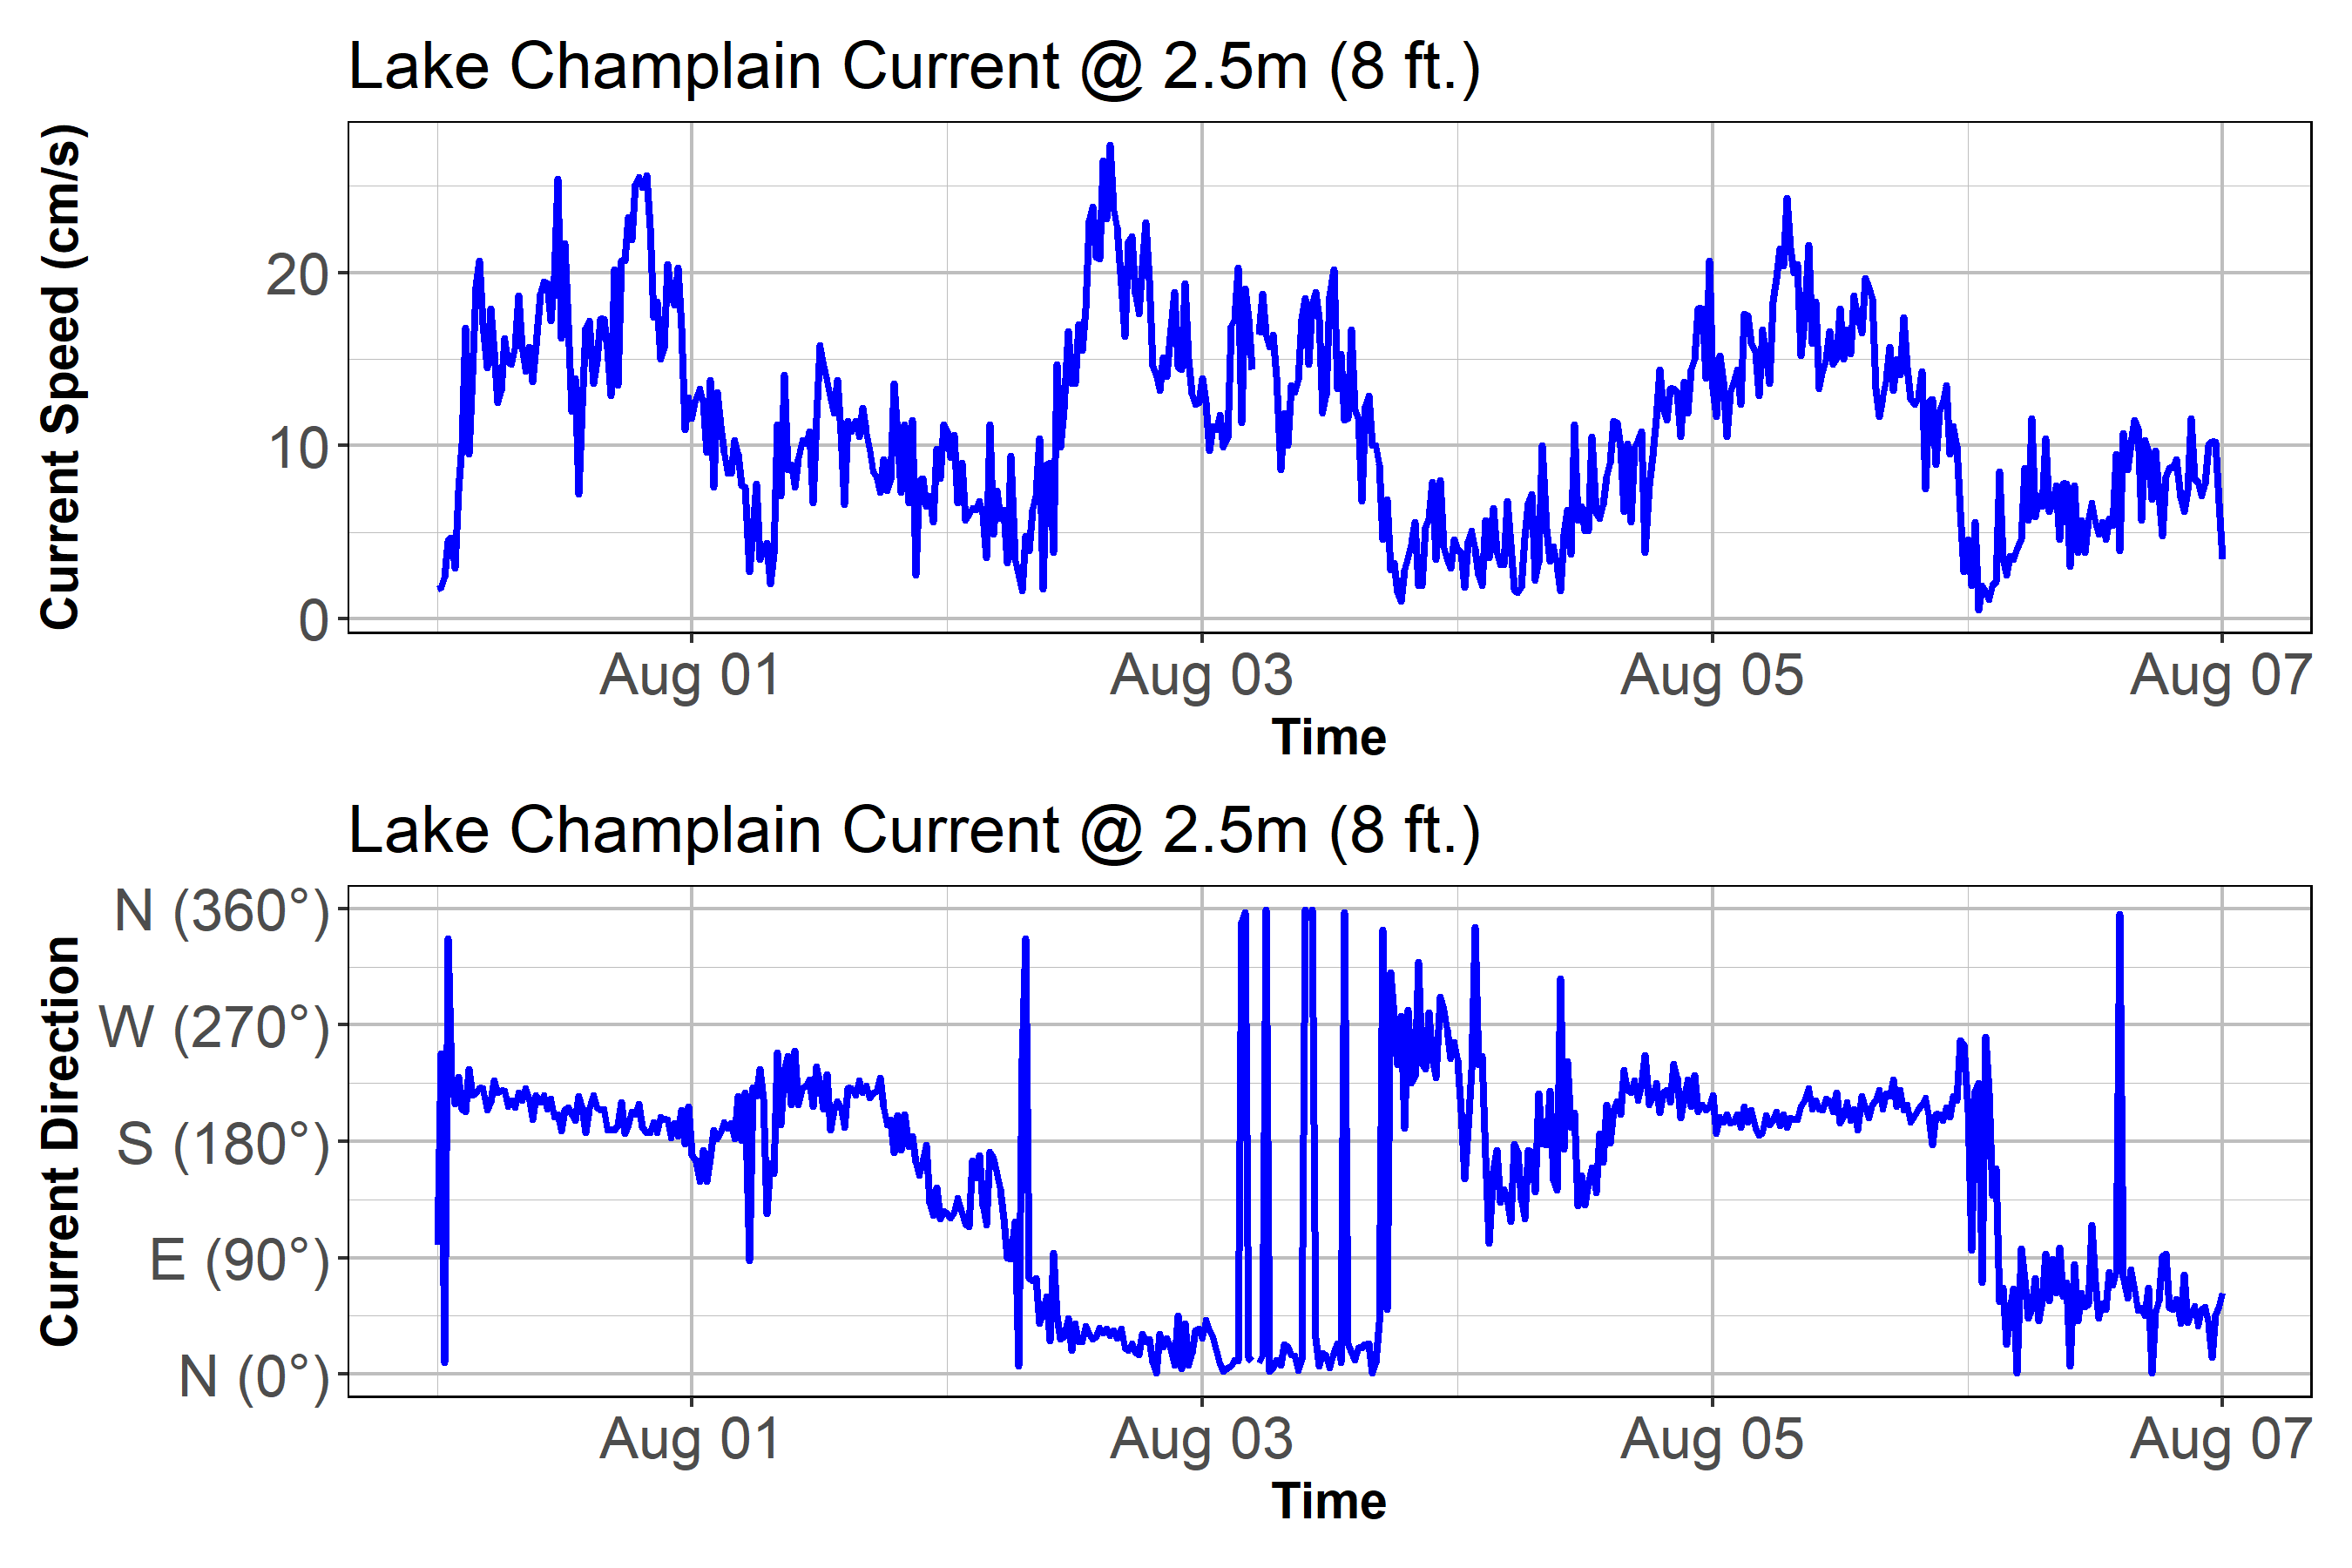 Lake Champlain Current @ 2.5m (8 ft.)
Current Speed (cm/s)
20
10
0
Aug 01 Aug 03 Aug 05 Aug 07
Time
Lake Champlain Current @ 2.5m (8 ft.)
Current Direction
N (360°)
W (270°)
S (180°)
E (90°)
N (0°)
Aug 01 Aug 03 Aug 05 Aug 07
Time